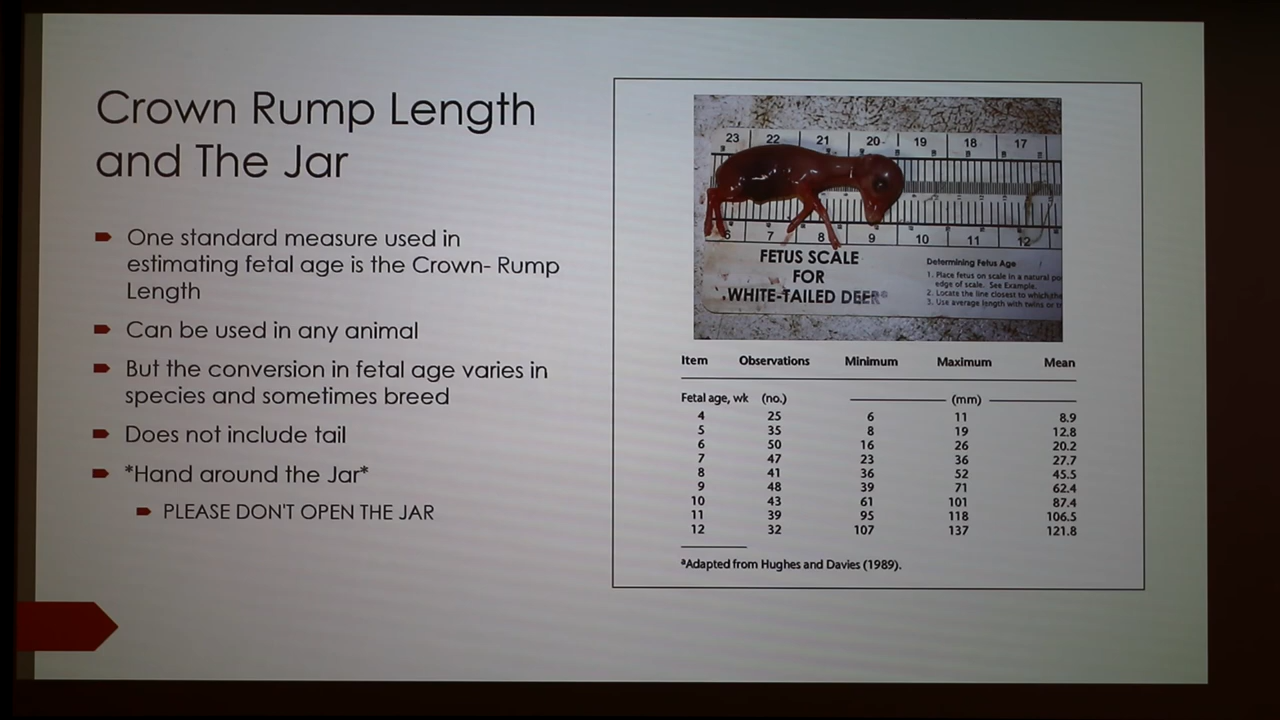 Crown Rump Length
and The Jar
One standard measure used in
estimating fetal age is the Crown- Rump
Length
Can be used in any animal
But the conversion in fetal age varies in
species and sometimes breed
Does not include tail
*Hand around the Jar*
PLEASE DON'T OPEN THE JAR
23 22 21 20 19 18 17
6 7 8 9 10 11 12
FETUS SCALE
FOR
WHITE-TAILED DEER
Determining Fetus Age
1. Place fetus on scale in a natural
edge of scale. See Example.
2. Locate the line closest to which
3. Use average length with twins or
Item Observations Minimum Maximum Mean
Fetal age, wk (no.) (mm)
4 25 6 11 8.9
5 35 8 19 12.8
6 50 16 26 20.2
7 47 23 36 27.7
8 41 36 52 45.5
9 48 39 71 62.4
10 43 61 101 87.4
11 39 95 118 106.5
12 32 107 137 121.8
ᵃAdapted from Hughes and Davies (1989).